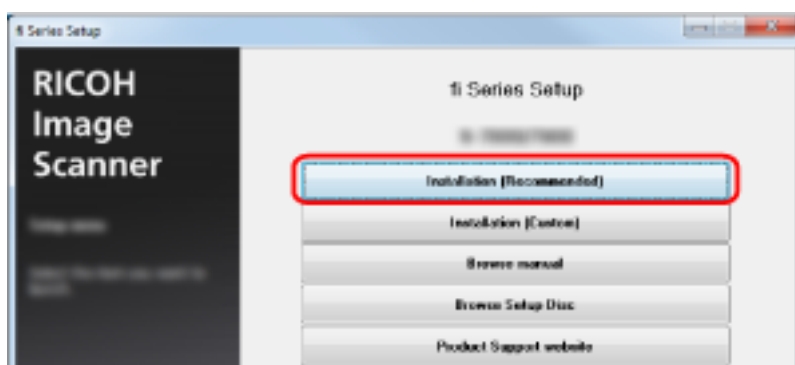 fi Series Setup
RICOH
Image
Scanner
fi Series Setup
Installation (Recommended)
Installation (Custom)
Browse manual
Browse Setup Disc
Product Support website